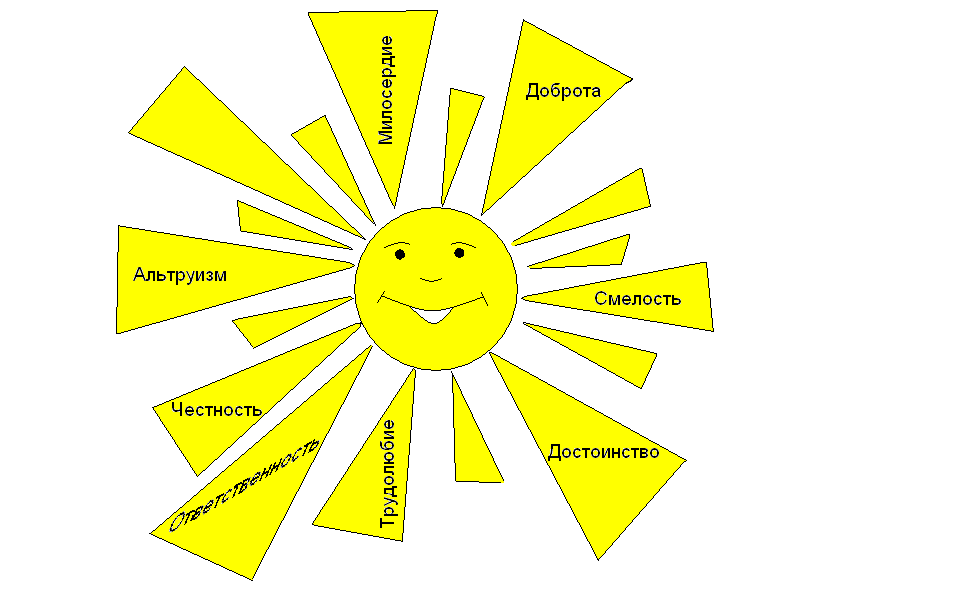 Милосердие
Доброта
Альтруизм
Смелость
Честность
Ответственность
Трудолюбие
Достоинство